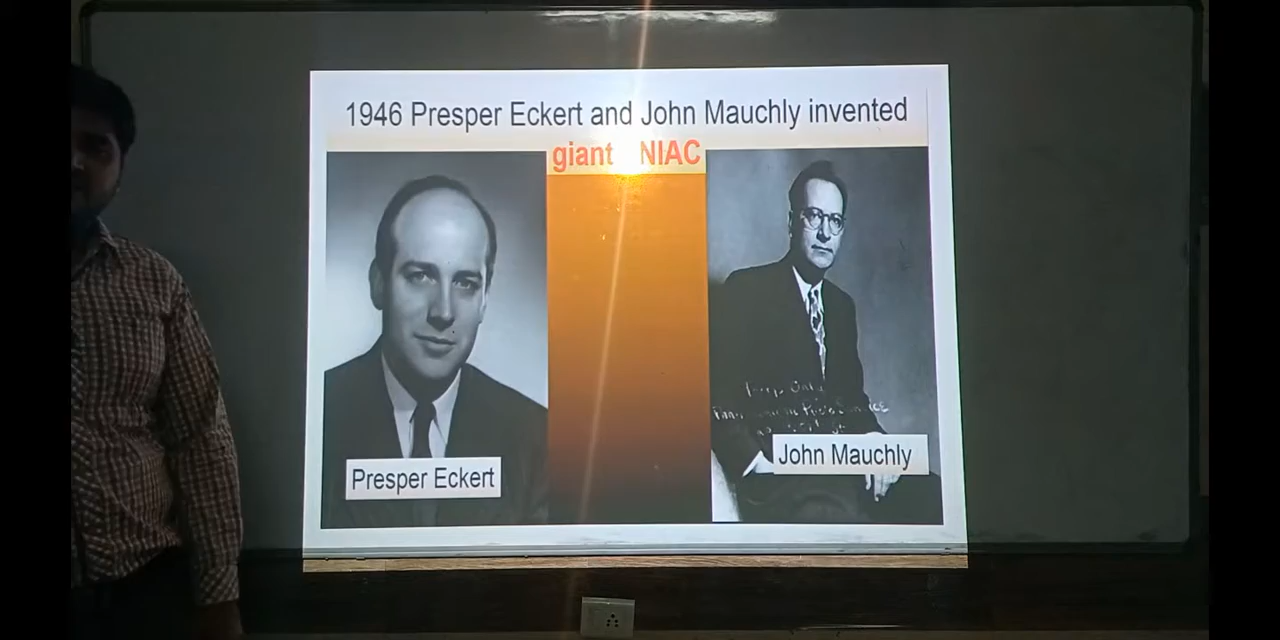 1946 Presper Eckert and John Mauchly invented
giant NIAC
Presper Eckert
John Mauchly